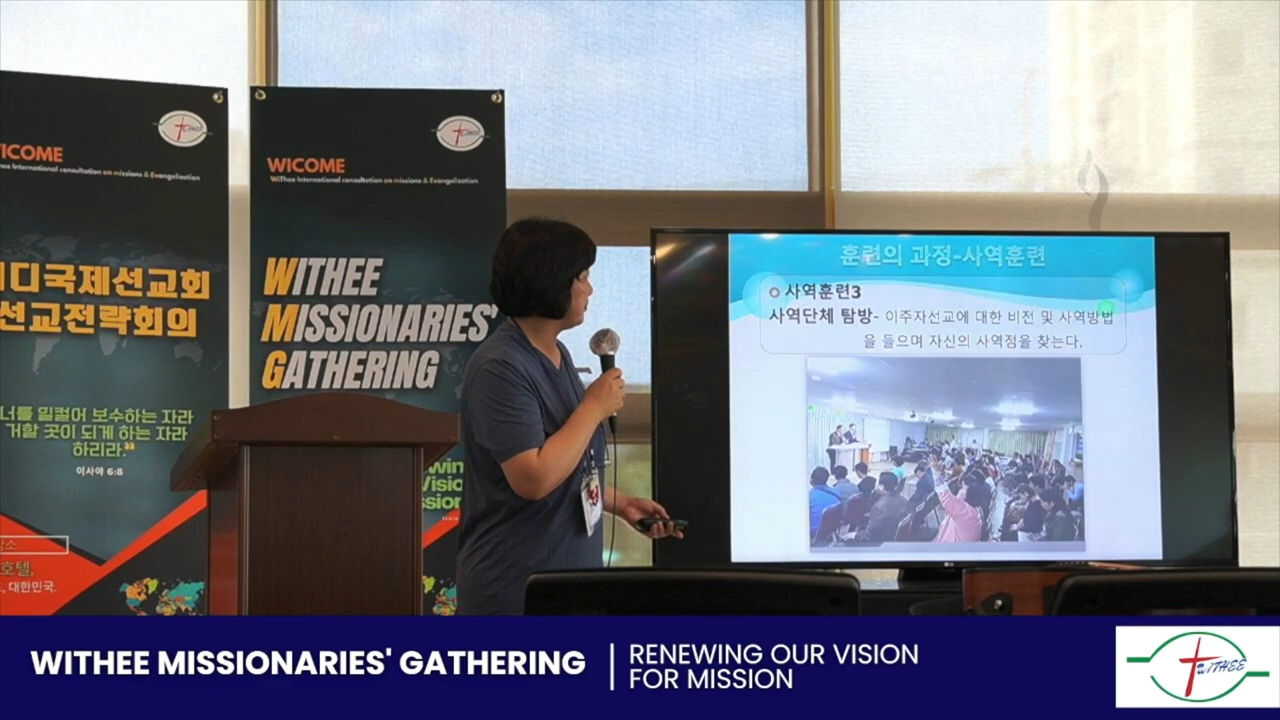 WICOME
WiThee International consultation on missions & Evangelization
디국제선교회
선교전략회의
너를 일컬어 보수하는 자라
거할 곳이 되게 하는 자라
하리라."
이사야 6:8
호텔,
대한민국.
WICOME
WiThee International consultation on missions & Evangelization
WITHEE
MISSIONARIES'
GATHERING
훈련의 과정-사역훈련
사역훈련3
사역단체 탐방- 이주자선교에 대한 비전 및 사역방법
을 들으며 자신의 사역점을 찾는다.
LG
WITHEE MISSIONARIES' GATHERING
RENEWING OUR VISION
FOR MISSION
WITHEE